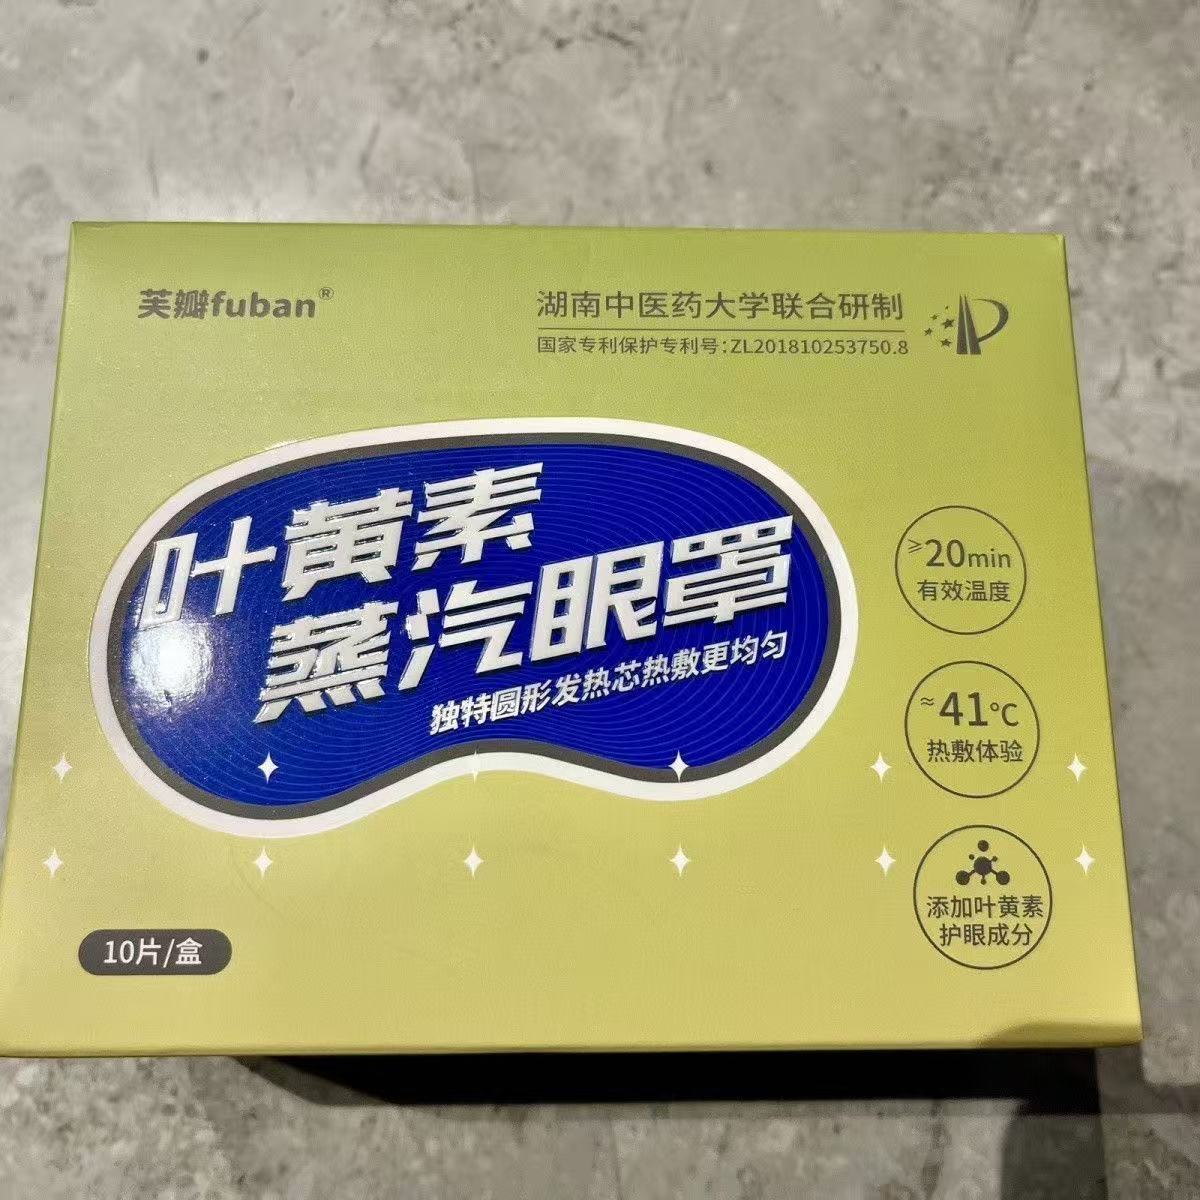 芙瓣fuban®
湖南中医药大学联合研制
国家专利保护专利号:ZL201810253750.8
叶黄素
蒸汽眼罩
独特圆形发热芯热敷更均匀
≥20min
有效温度
≈41℃
热敷体验
添加叶黄素
护眼成分
10片/盒